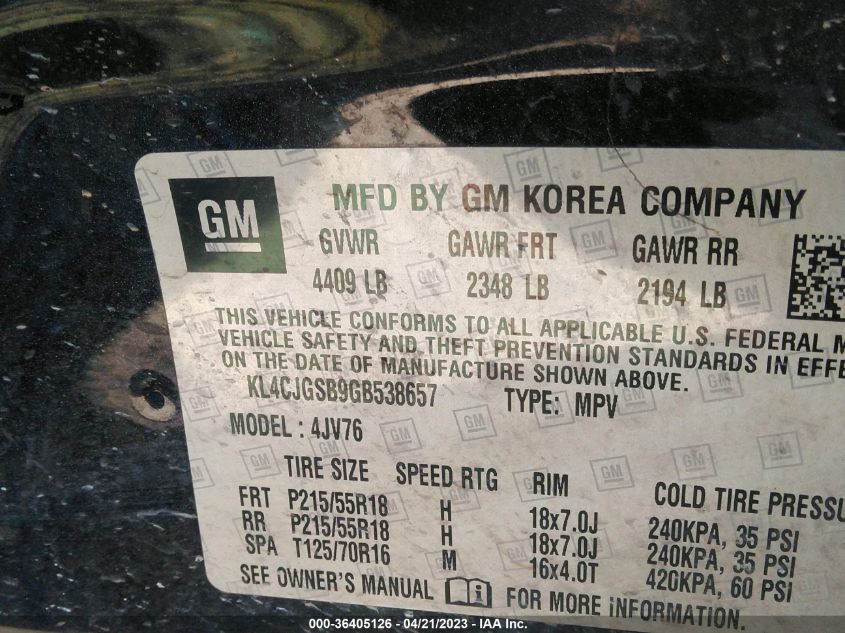 GM
MFD BY GM KOREA COMPANY
GVWR GAWR FRT GAWR RR
4409 LB 2348 LB 2194 LB
THIS VEHICLE CONFORMS TO ALL APPLICABLE U.S. FEDERAL M
VEHICLE SAFETY AND THEFT PREVENTION STANDARDS IN EFFE
ON THE DATE OF MANUFACTURE SHOWN ABOVE.
KL4CJGSB9GB538657 TYPE: MPV
MODEL : 4JV76
TIRE SIZE SPEED RTG RIM COLD TIRE PRESSU
FRT P215/55R18 H 18x7.0J 240KPA, 35 PSI
RR P215/55R18 H 18x7.0J 240KPA, 35 PSI
SPA T125/70R16 M 16x4.0T 420KPA, 60 PSI
SEE OWNER'S MANUAL FOR MORE INFORMATION.
000-36405126 - 04/21/2023 - IAA Inc.